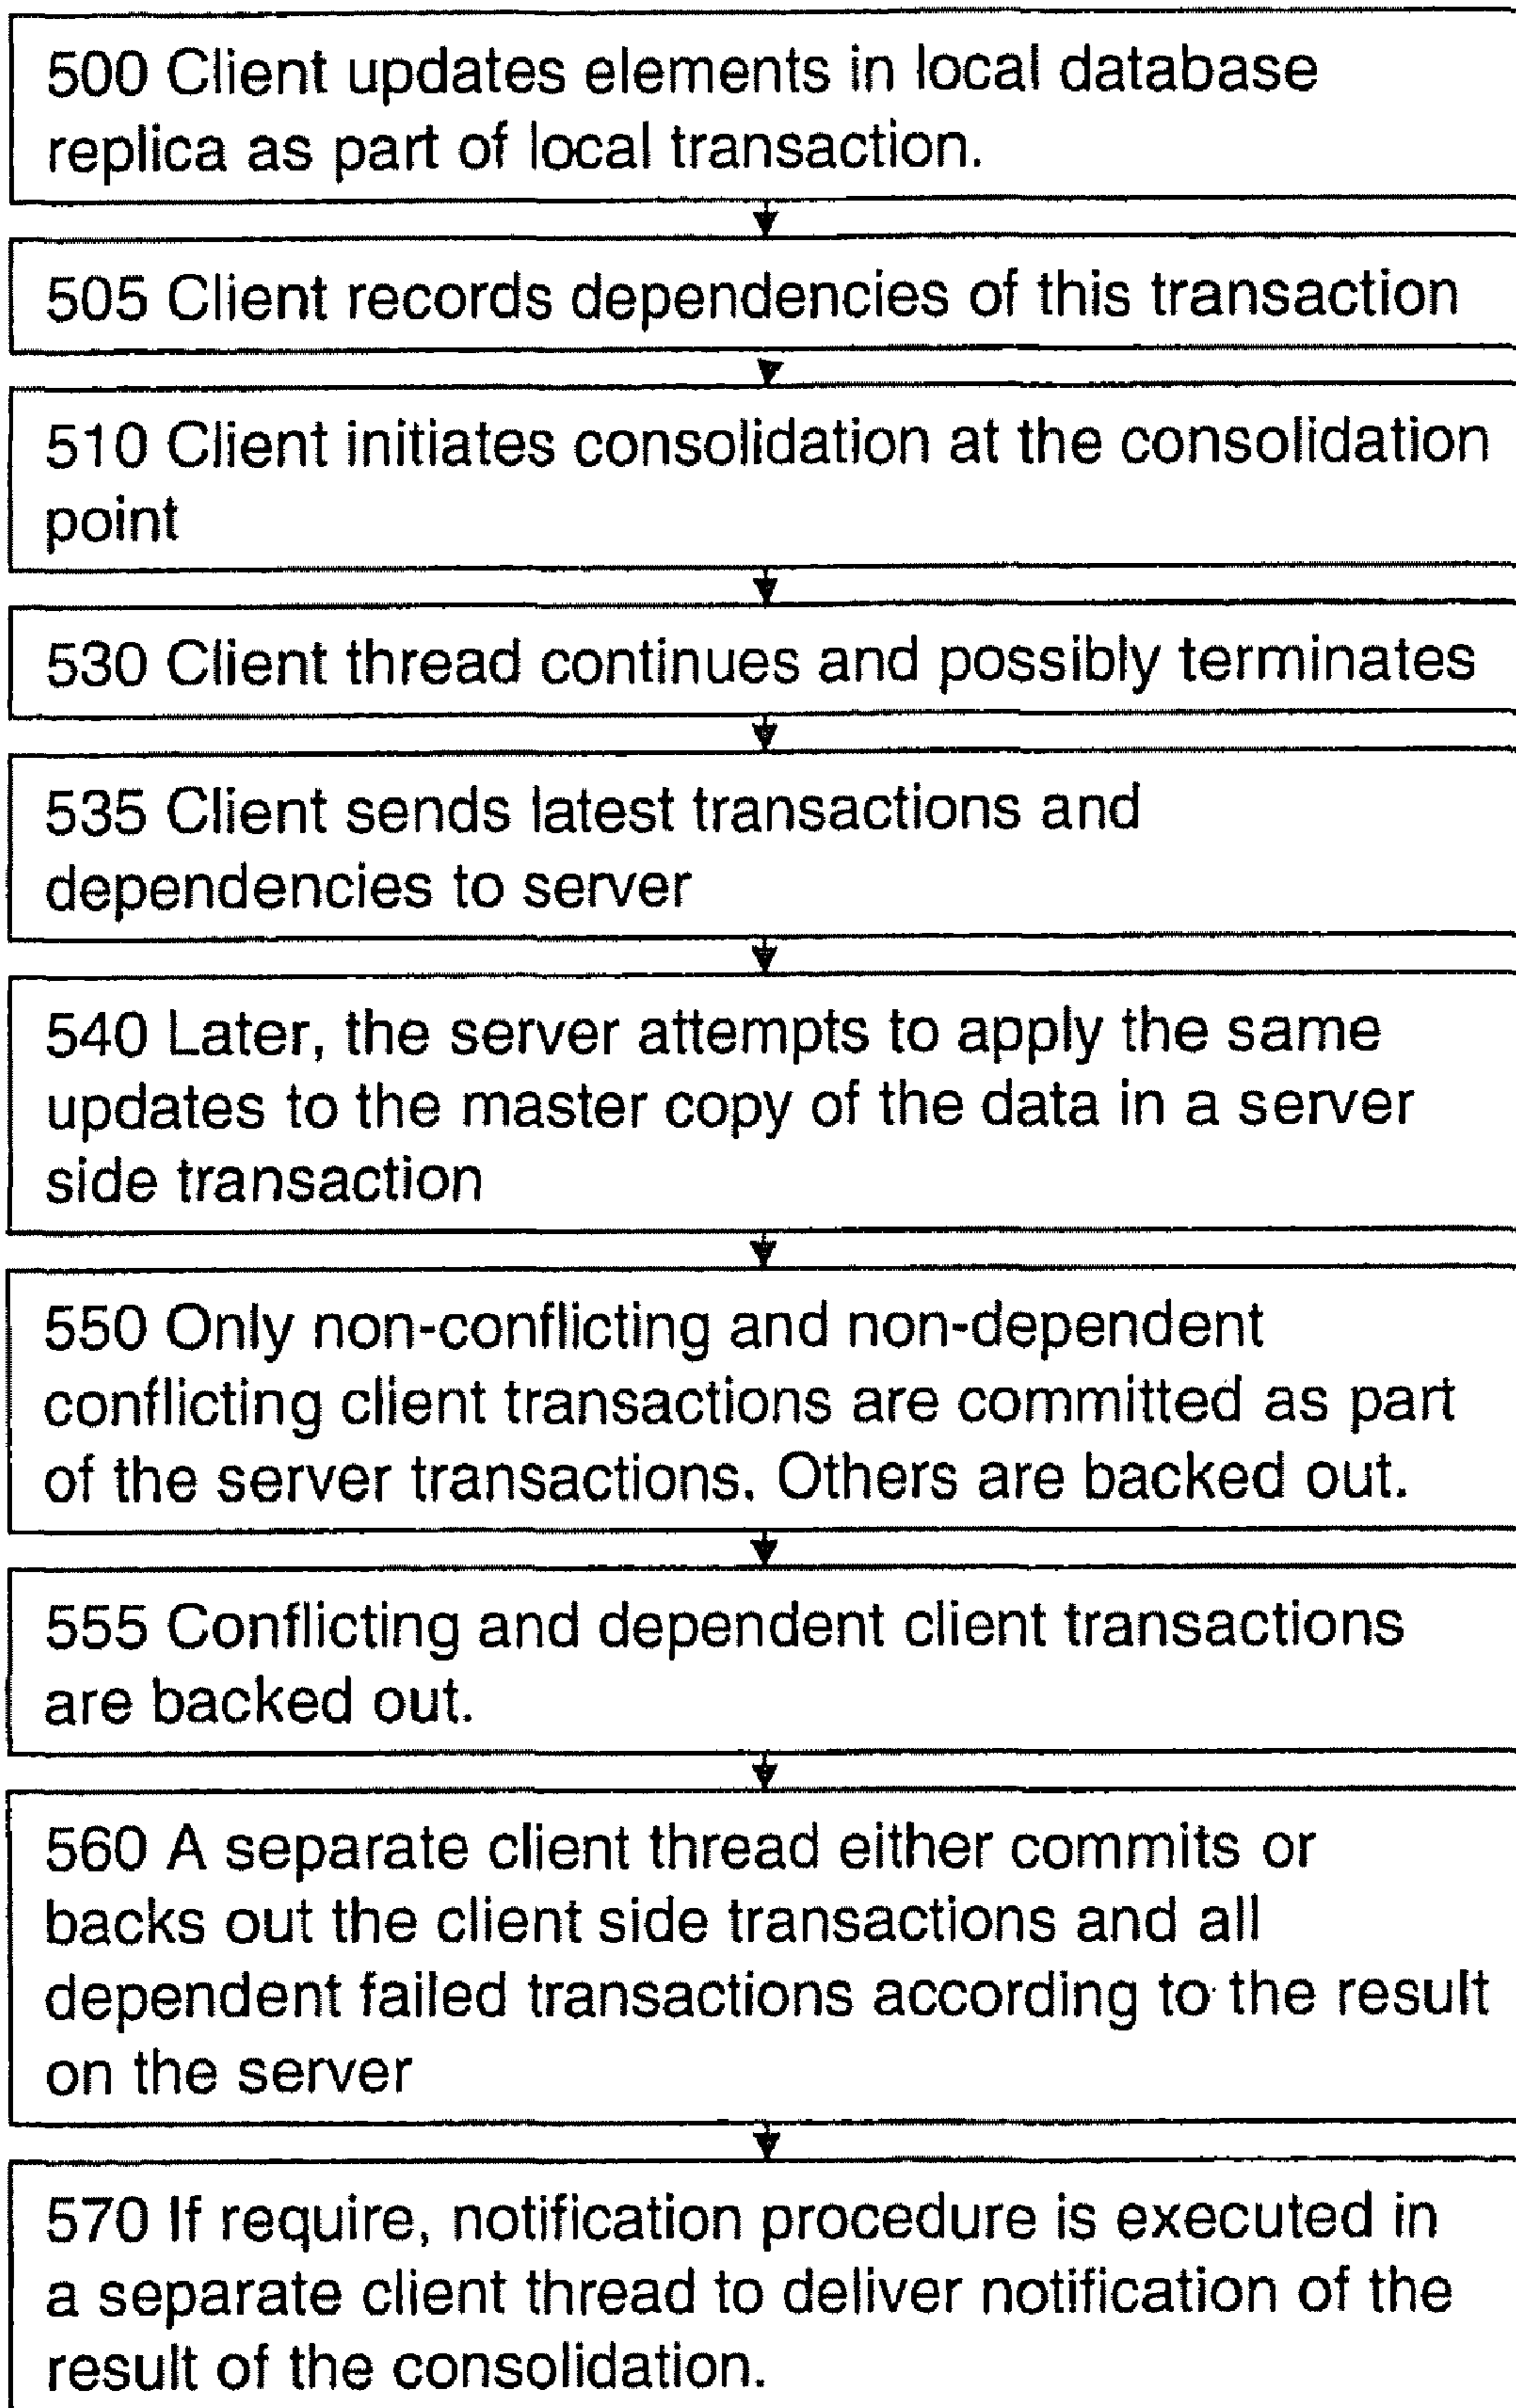 500 Client updates elements in local database
replica as part of local transaction.
505 Client records dependencies of this transaction
510 Client initiates consolidation at the consolidation
point
530 Client thread continues and possibly terminates
535 Client sends latest transactions and
dependencies to server
540 Later, the server attempts to apply the same
updates to the master copy of the data in a server
side transaction
550 Only non-conflicting and non-dependent
conflicting client transactions are committed as part
of the server transactions. Others are backed out.
555 Conflicting and dependent client transactions
are backed out.
560 A separate client thread either commits or
backs out the client side transactions and all
dependent failed transactions according to the result
on the server
570 If require, notification procedure is executed in
a separate client thread to deliver notification of the
result of the consolidation.